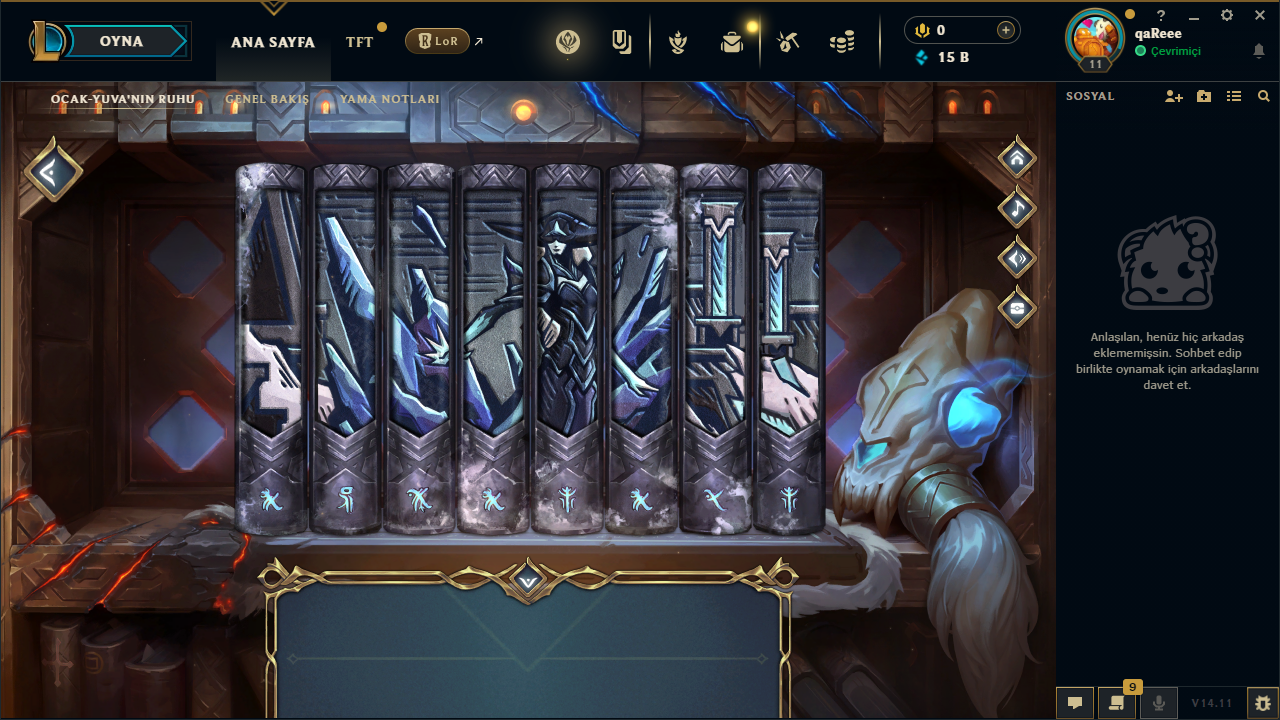 OYNA
ANA SAYFA
TFT
R LoR
0
15 B
?
qaReee
Çevrimiçi
11
OCAK-YUVA'NIN RUHU
GENEL BAKIŞ
YAMA NOTLARI
SOSYAL
Anlaşılan, henüz hiç arkadaş
eklememişsin. Sohbet edip
birlikte oynamak için arkadaşlarını
davet et.
9
V14.11